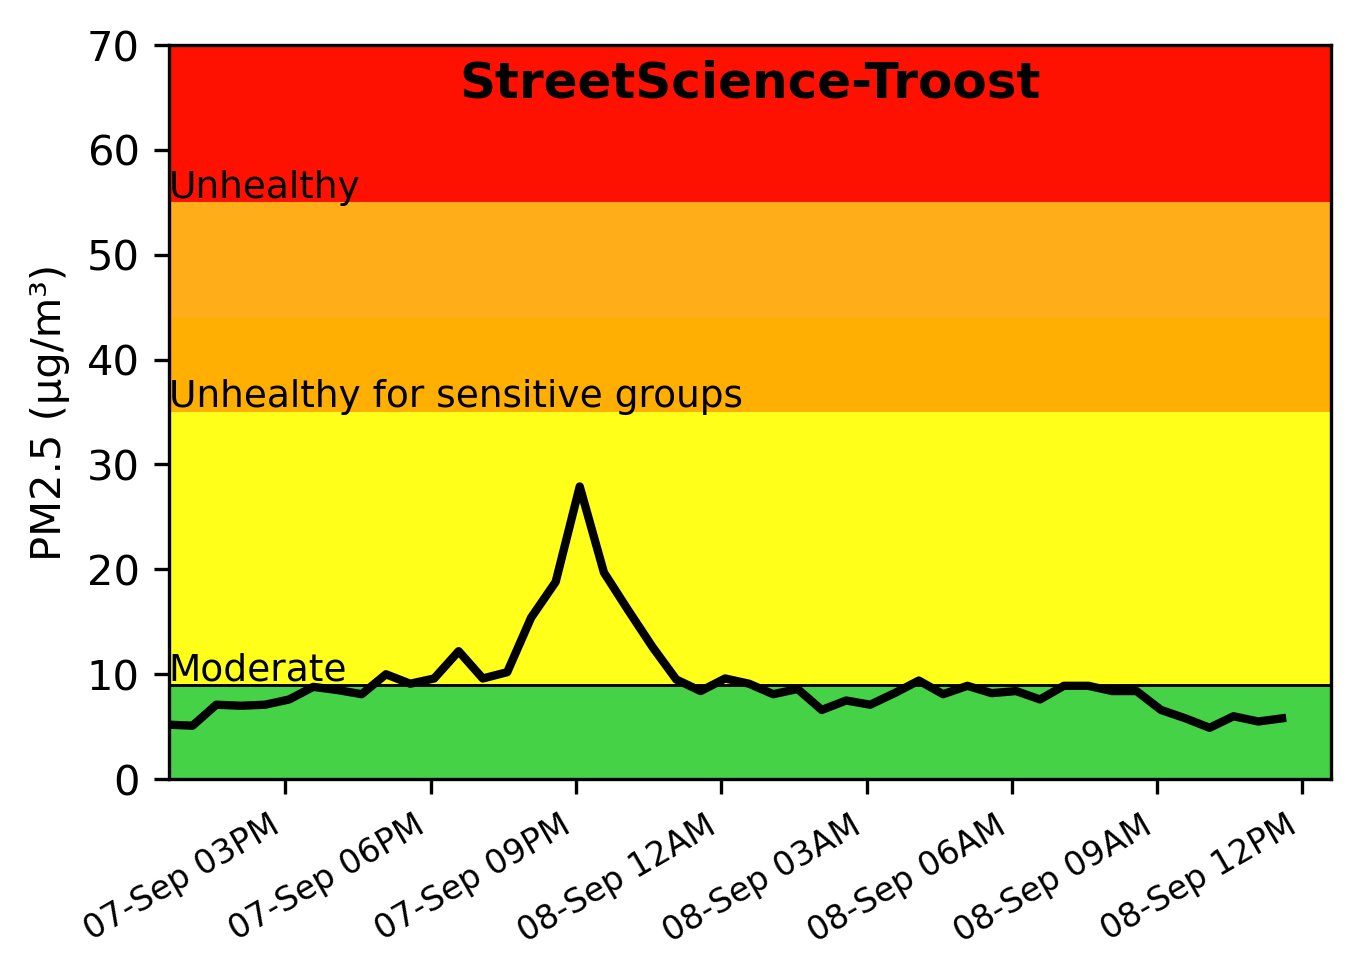 StreetScience-Troost
70
60
50
40
30
20
10
0
PM2.5 (µg/m³)
Unhealthy
Unhealthy for sensitive groups
Moderate
07-Sep 03PM
07-Sep 06PM
07-Sep 09PM
08-Sep 12AM
08-Sep 03AM
08-Sep 06AM
08-Sep 09AM
08-Sep 12PM